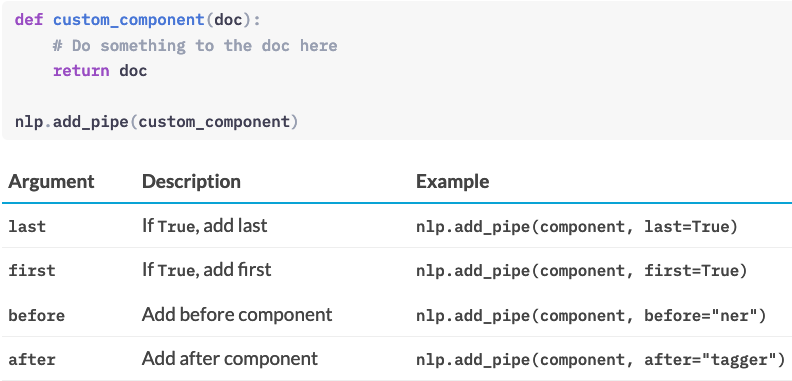 def custom_component(doc):
    # Do something to the doc here
    return doc
nlp.add_pipe(custom_component)
Argument Description Example
last If True, add last nlp.add_pipe(component, last=True)
first If True, add first nlp.add_pipe(component, first=True)
before Add before component nlp.add_pipe(component, before="ner")
after Add after component nlp.add_pipe(component, after="tagger")